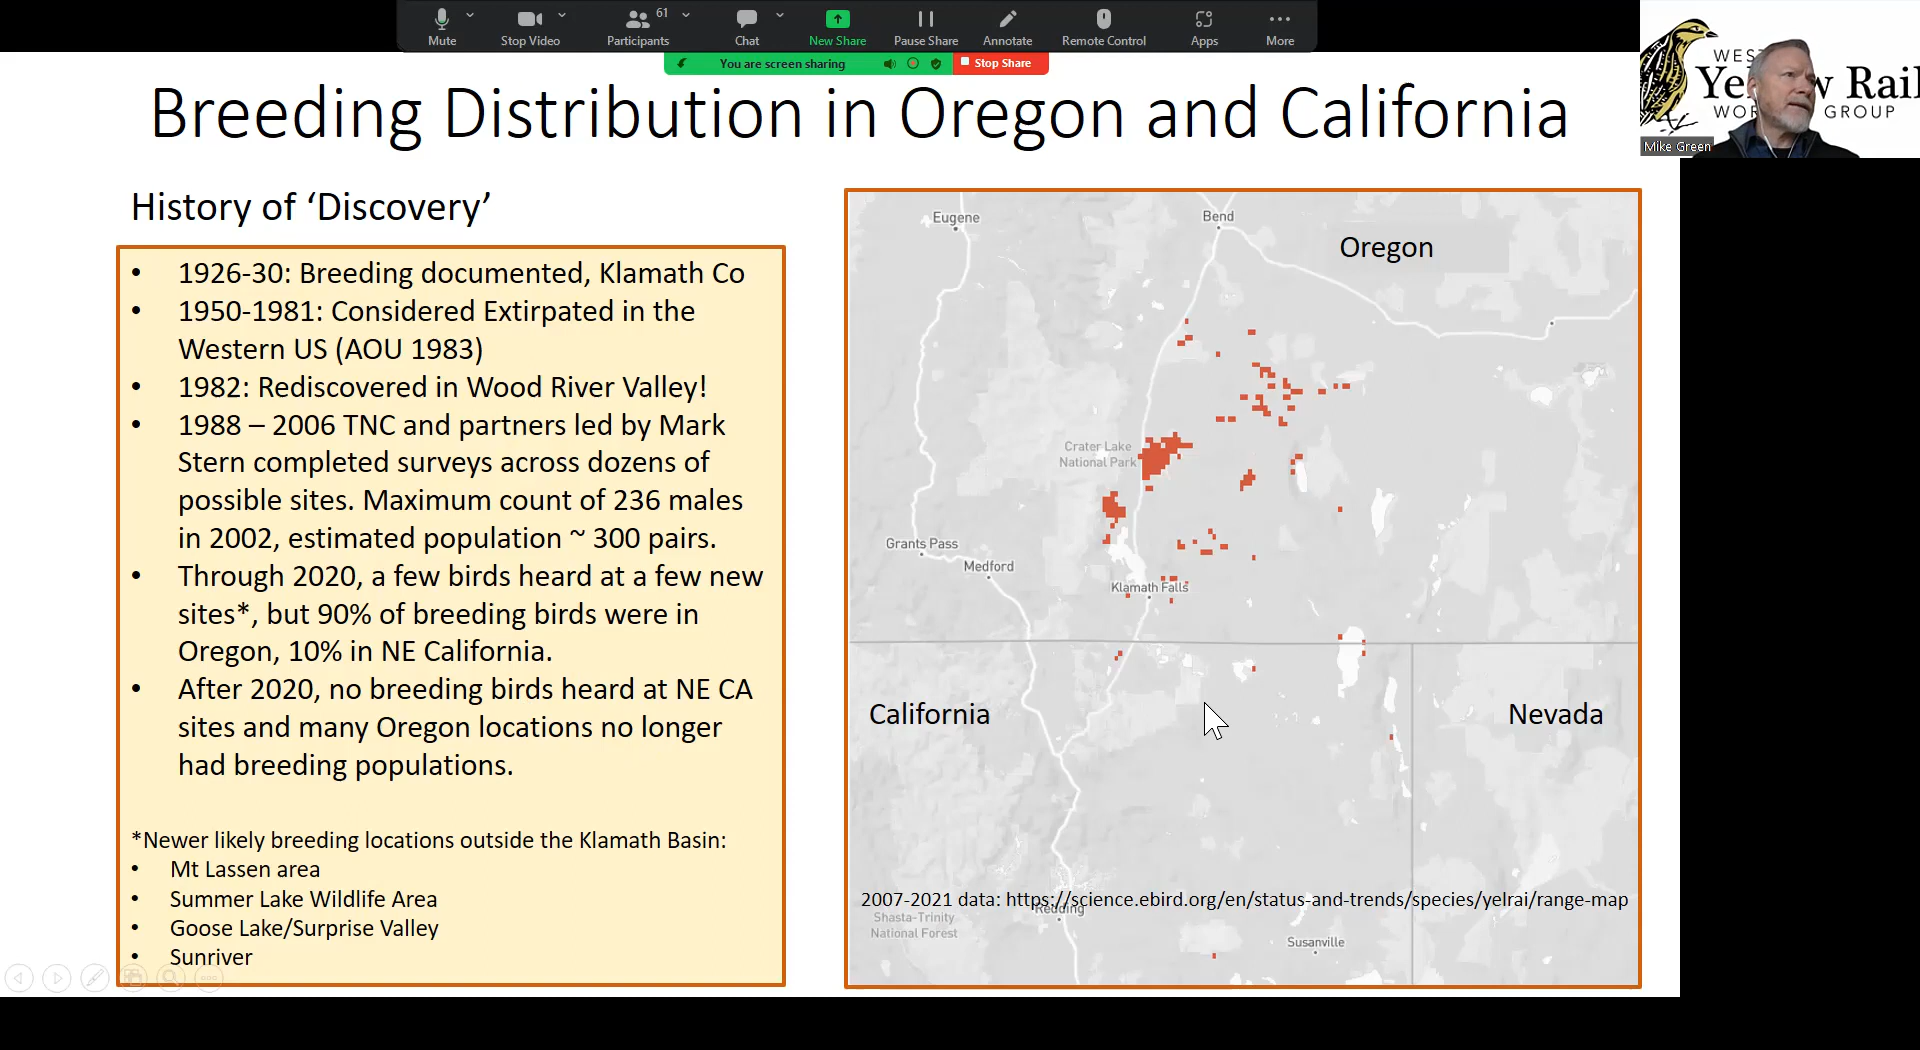 Mute
Stop Video
Participants
61
Chat
New Share
Pause Share
Annotate
Remote Control
Apps
More
You are screen sharing
Stop Share
Breeding Distribution in Oregon and California
WES
Ye w Rail
WOR GROUP
Mike Green
History of ‘Discovery’
• 1926-30: Breeding documented, Klamath Co
• 1950-1981: Considered Extirpated in the
Western US (AOU 1983)
• 1982: Rediscovered in Wood River Valley!
• 1988 – 2006 TNC and partners led by Mark
Stern completed surveys across dozens of
possible sites. Maximum count of 236 males
in 2002, estimated population ~ 300 pairs.
• Through 2020, a few birds heard at a few new
sites*, but 90% of breeding birds were in
Oregon, 10% in NE California.
• After 2020, no breeding birds heard at NE CA
sites and many Oregon locations no longer
had breeding populations.
*Newer likely breeding locations outside the Klamath Basin:
• Mt Lassen area
• Summer Lake Wildlife Area
• Goose Lake/Surprise Valley
• Sunriver
Eugene
Bend
Oregon
Crater Lake
National Park
Grants Pass
Medford
Klamath Falls
California
Nevada
2007-2021 data: https://science.ebird.org/en/status-and-trends/species/yelrai/range-map
Redding
Shasta-Trinity
National Forest
Susanville